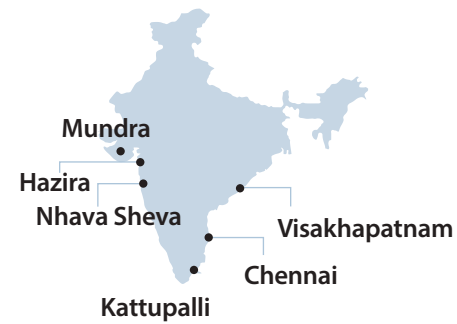 Mundra
Hazira
Nhava Sheva
Visakhapatnam
Chennai
Kattupalli